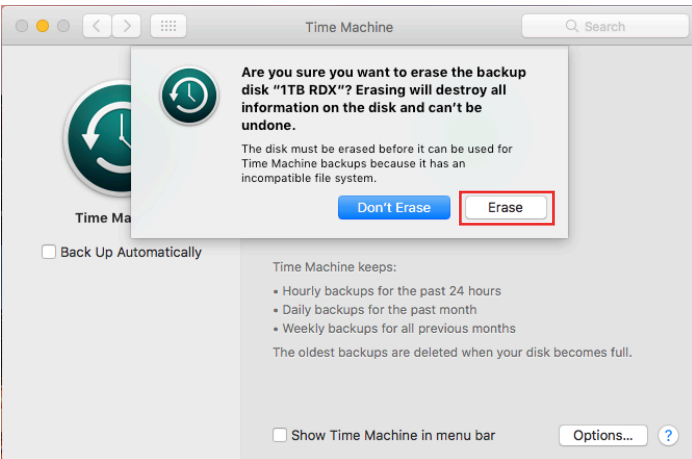 Time Machine
Search
Are you sure you want to erase the backup
disk “1TB RDX”? Erasing will destroy all
information on the disk and can’t be
undone.
The disk must be erased before it can be used for
Time Machine backups because it has an
incompatible file system.
Don’t Erase
Erase
Time Ma
Back Up Automatically
Time Machine keeps:
• Hourly backups for the past 24 hours
• Daily backups for the past month
• Weekly backups for all previous months
The oldest backups are deleted when your disk becomes full.
Show Time Machine in menu bar
Options...
?